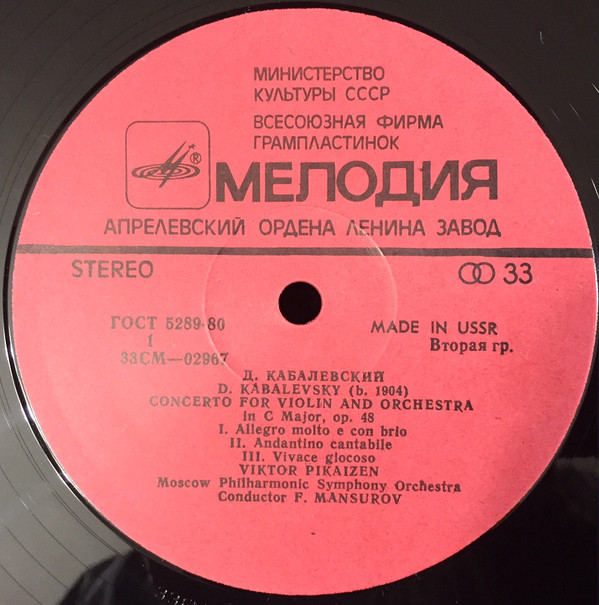 МИНИСТЕРСТВО
КУЛЬТУРЫ СССР
ВСЕСОЮЗНАЯ ФИРМА
ГРАМПЛАСТИНОК
®
МЕЛОДИЯ
АПРЕЛЕВСКИЙ ОРДЕНА ЛЕНИНА ЗАВОД
STEREO
33
ГОСТ 5289-80
MADE IN USSR
1
Вторая гр.
33СМ—02967
Д. КАБАЛЕВСКИЙ
D. KABALEVSKY (b. 1904)
CONCERTO FOR VIOLIN AND ORCHESTRA
in C Major, op. 48
I. Allegro molto e con brio
II. Andantino cantabile
III. Vivace glocoso
VIKTOR PIKAIZEN
Moscow Philharmonic Symphony Orchestra
Conductor F. MANSUROV